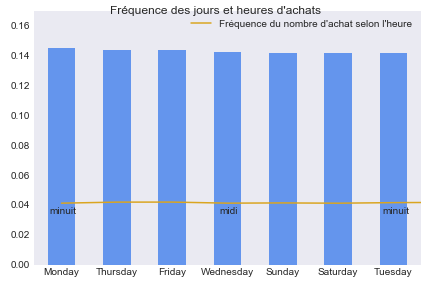 Fréquence des jours et heures d'achats
Fréquence du nombre d'achat selon l'heure
0.16
0.14
0.12
0.10
0.08
0.06
0.04
0.02
0.00
minuit
midi
minuit
Monday
Thursday
Friday
Wednesday
Sunday
Saturday
Tuesday